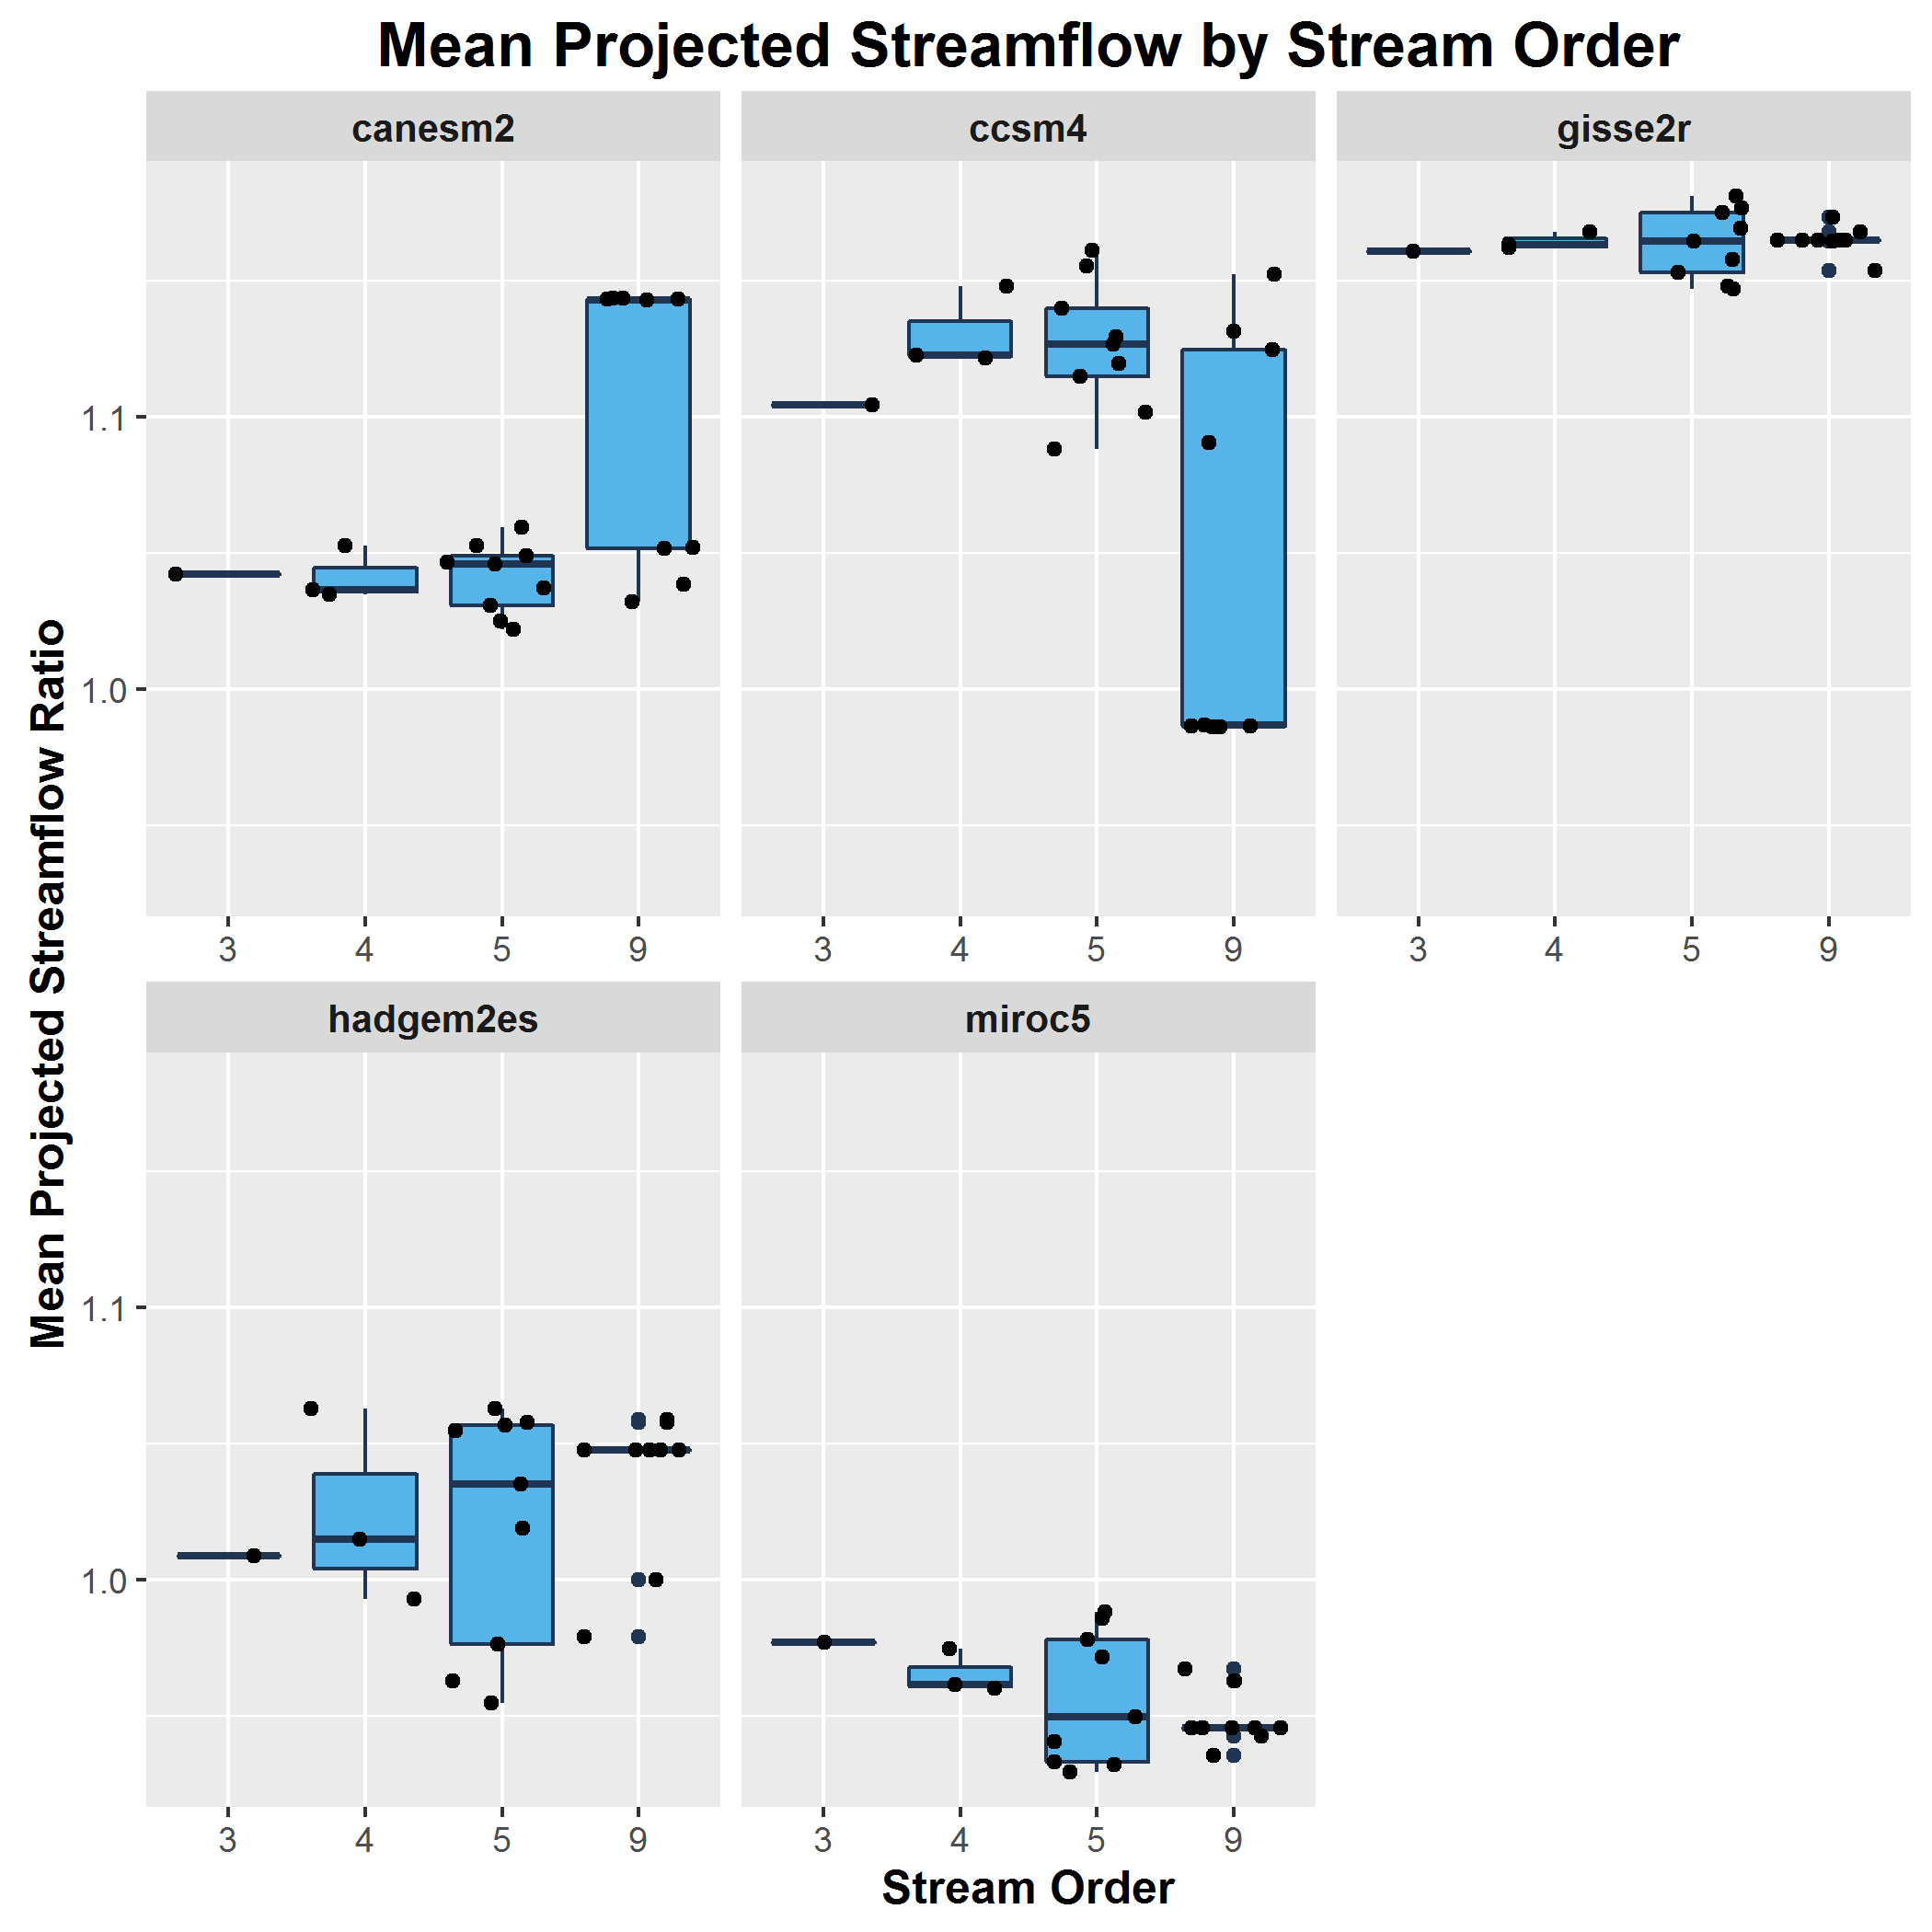 Mean Projected Streamflow by Stream Order
canesm2
ccsm4
gisse2r
1.1
1.0
3 4 5 9
3 4 5 9
3 4 5 9
Mean Projected Streamflow Ratio
hadgem2es
miroc5
1.1
1.0
3 4 5 9
3 4 5 9
Stream Order